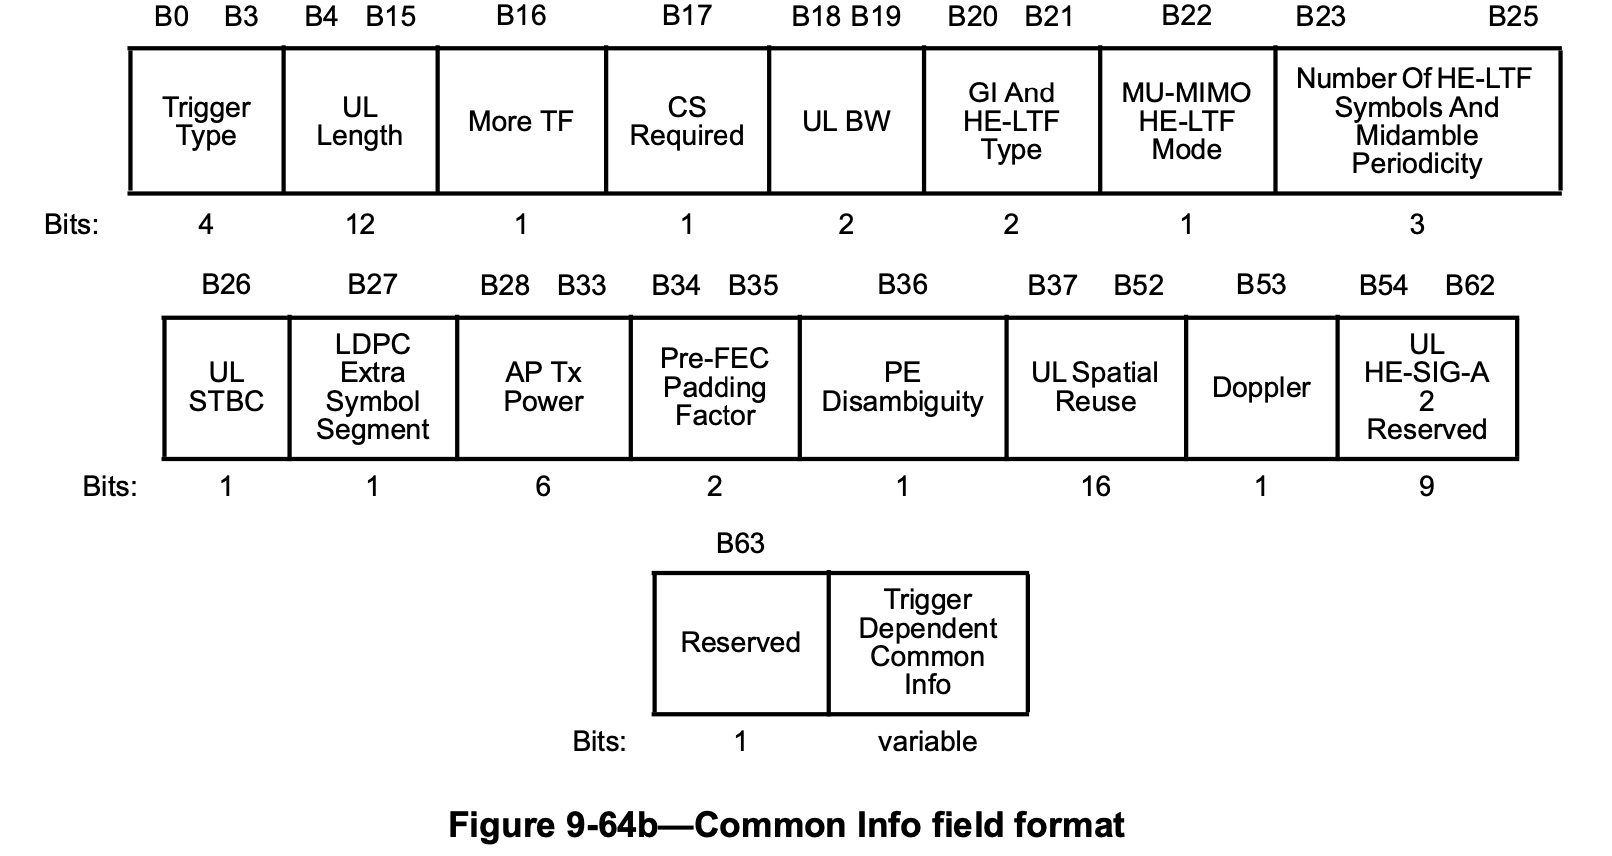 B0 B3 B4 B15 B16 B17 B18 B19 B20 B21 B22 B23 B25
Trigger Type
UL Length
More TF
CS Required
UL BW
GI And HE-LTF Type
MU-MIMO HE-LTF Mode
Number Of HE-LTF Symbols And Midamble Periodicity
Bits: 4 12 1 1 2 2 1 3
B26 B27 B28 B33 B34 B35 B36 B37 B52 B53 B54 B62
UL STBC
LDPC Extra Symbol Segment
AP Tx Power
Pre-FEC Padding Factor
PE Disambiguity
UL Spatial Reuse
Doppler
UL HE-SIG-A 2 Reserved
Bits: 1 1 6 2 1 16 1 9
B63
Reserved
Trigger Dependent Common Info
Bits: 1 variable
Figure 9-64b—Common Info field format